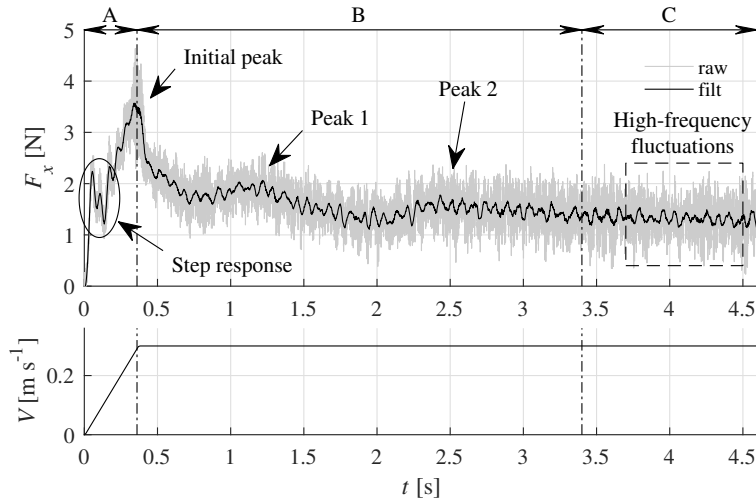 A B C
5
4
3
2
1
0
F_x [N]
Initial peak
Peak 1
Peak 2
raw
filt
High-frequency
fluctuations
Step response
0 0.5 1 1.5 2 2.5 3 3.5 4 4.5
0.2
0
V [m s⁻¹]
0 0.5 1 1.5 2 2.5 3 3.5 4 4.5
t [s]